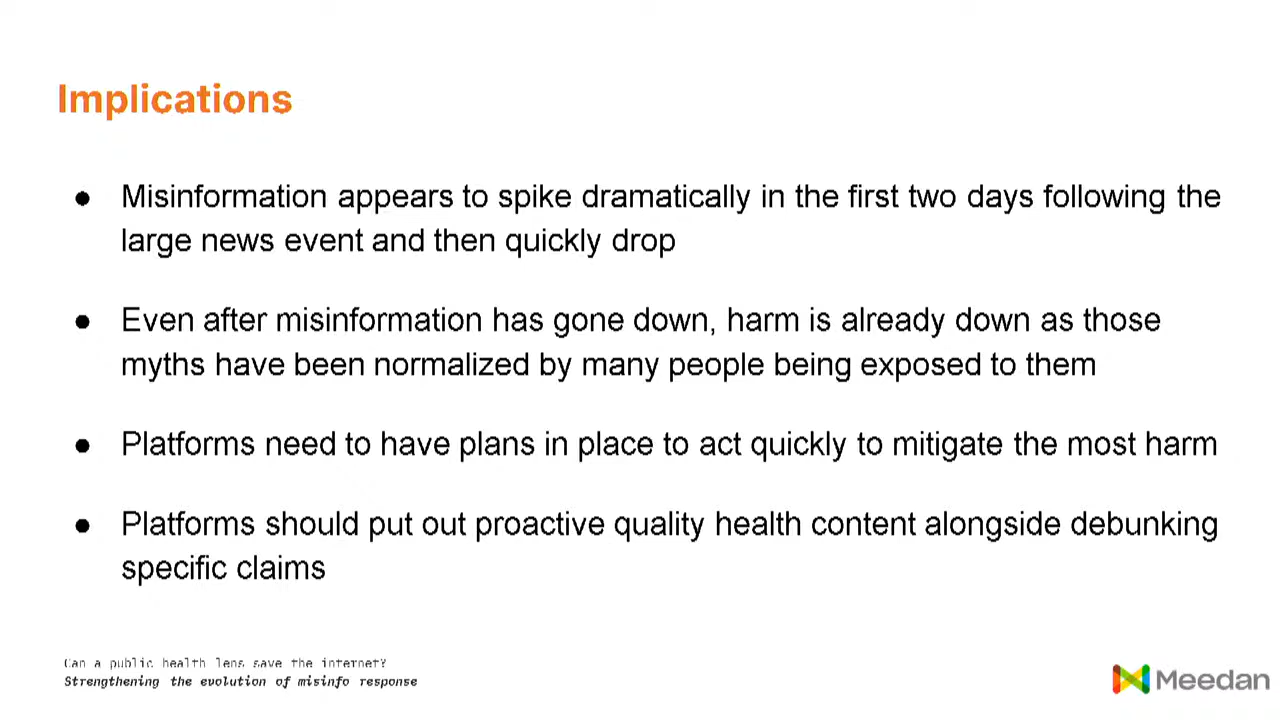 Implications
● Misinformation appears to spike dramatically in the first two days following the
large news event and then quickly drop
● Even after misinformation has gone down, harm is already down as those
myths have been normalized by many people being exposed to them
● Platforms need to have plans in place to act quickly to mitigate the most harm
● Platforms should put out proactive quality health content alongside debunking
specific claims
Can a public health lens save the internet?
Strengthening the evolution of misinfo response
Meedan